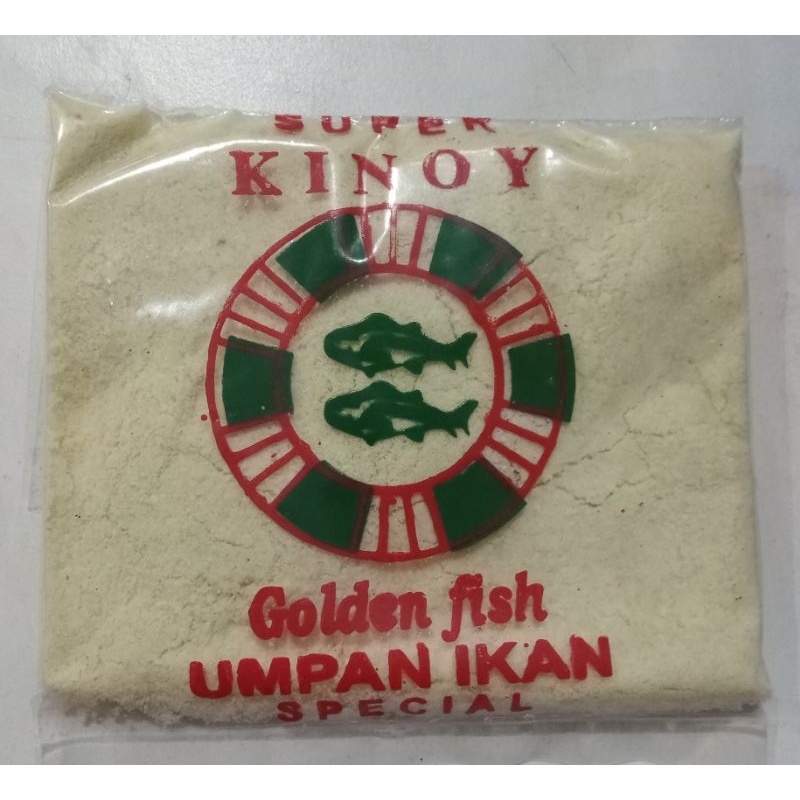 SUPER
KINOY
Golden fish
UMPAN IKAN
SPECIAL